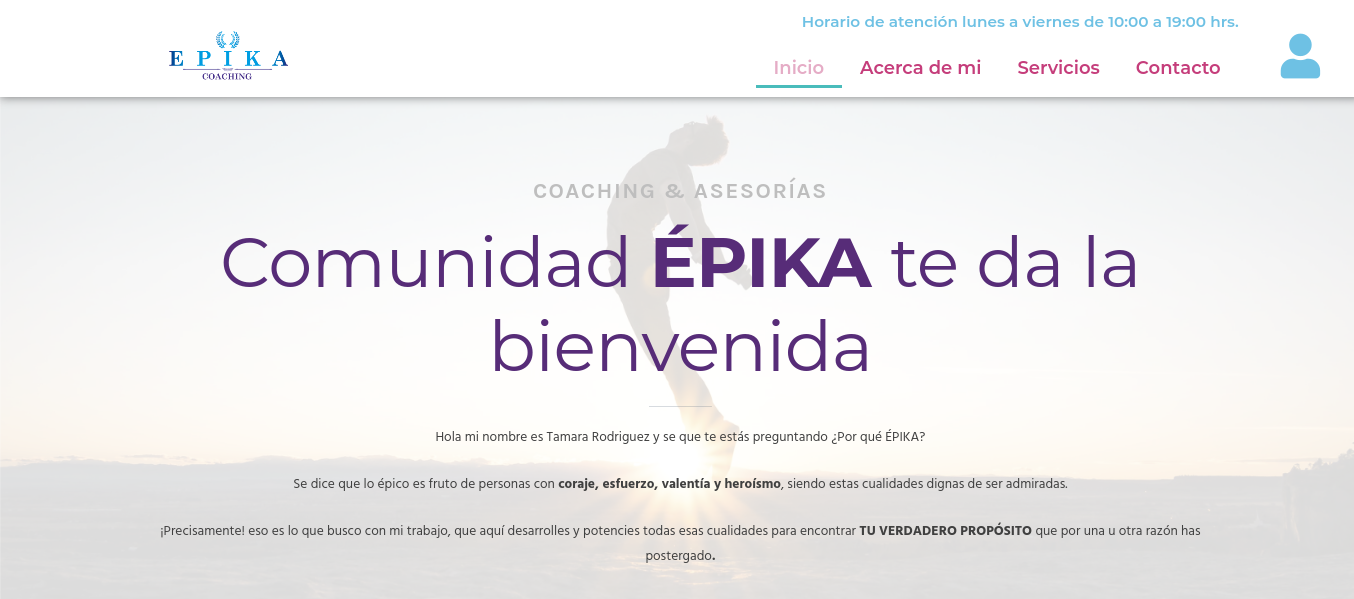 Horario de atención lunes a viernes de 10:00 a 19:00 hrs.
EPIKA
COACHING
Inicio Acerca de mi Servicios Contacto
COACHING & ASESORÍAS
Comunidad ÉPIKA te da la
bienvenida
Hola mi nombre es Tamara Rodriguez y se que te estás preguntando ¿Por qué ÉPIKA?
Se dice que lo épico es fruto de personas con coraje, esfuerzo, valentía y heroísmo, siendo estas cualidades dignas de ser admiradas.
¡Precisamente! eso es lo que busco con mi trabajo, que aquí desarrolles y potencies todas esas cualidades para encontrar TU VERDADERO PROPÓSITO que por una u otra razón has
postergado.